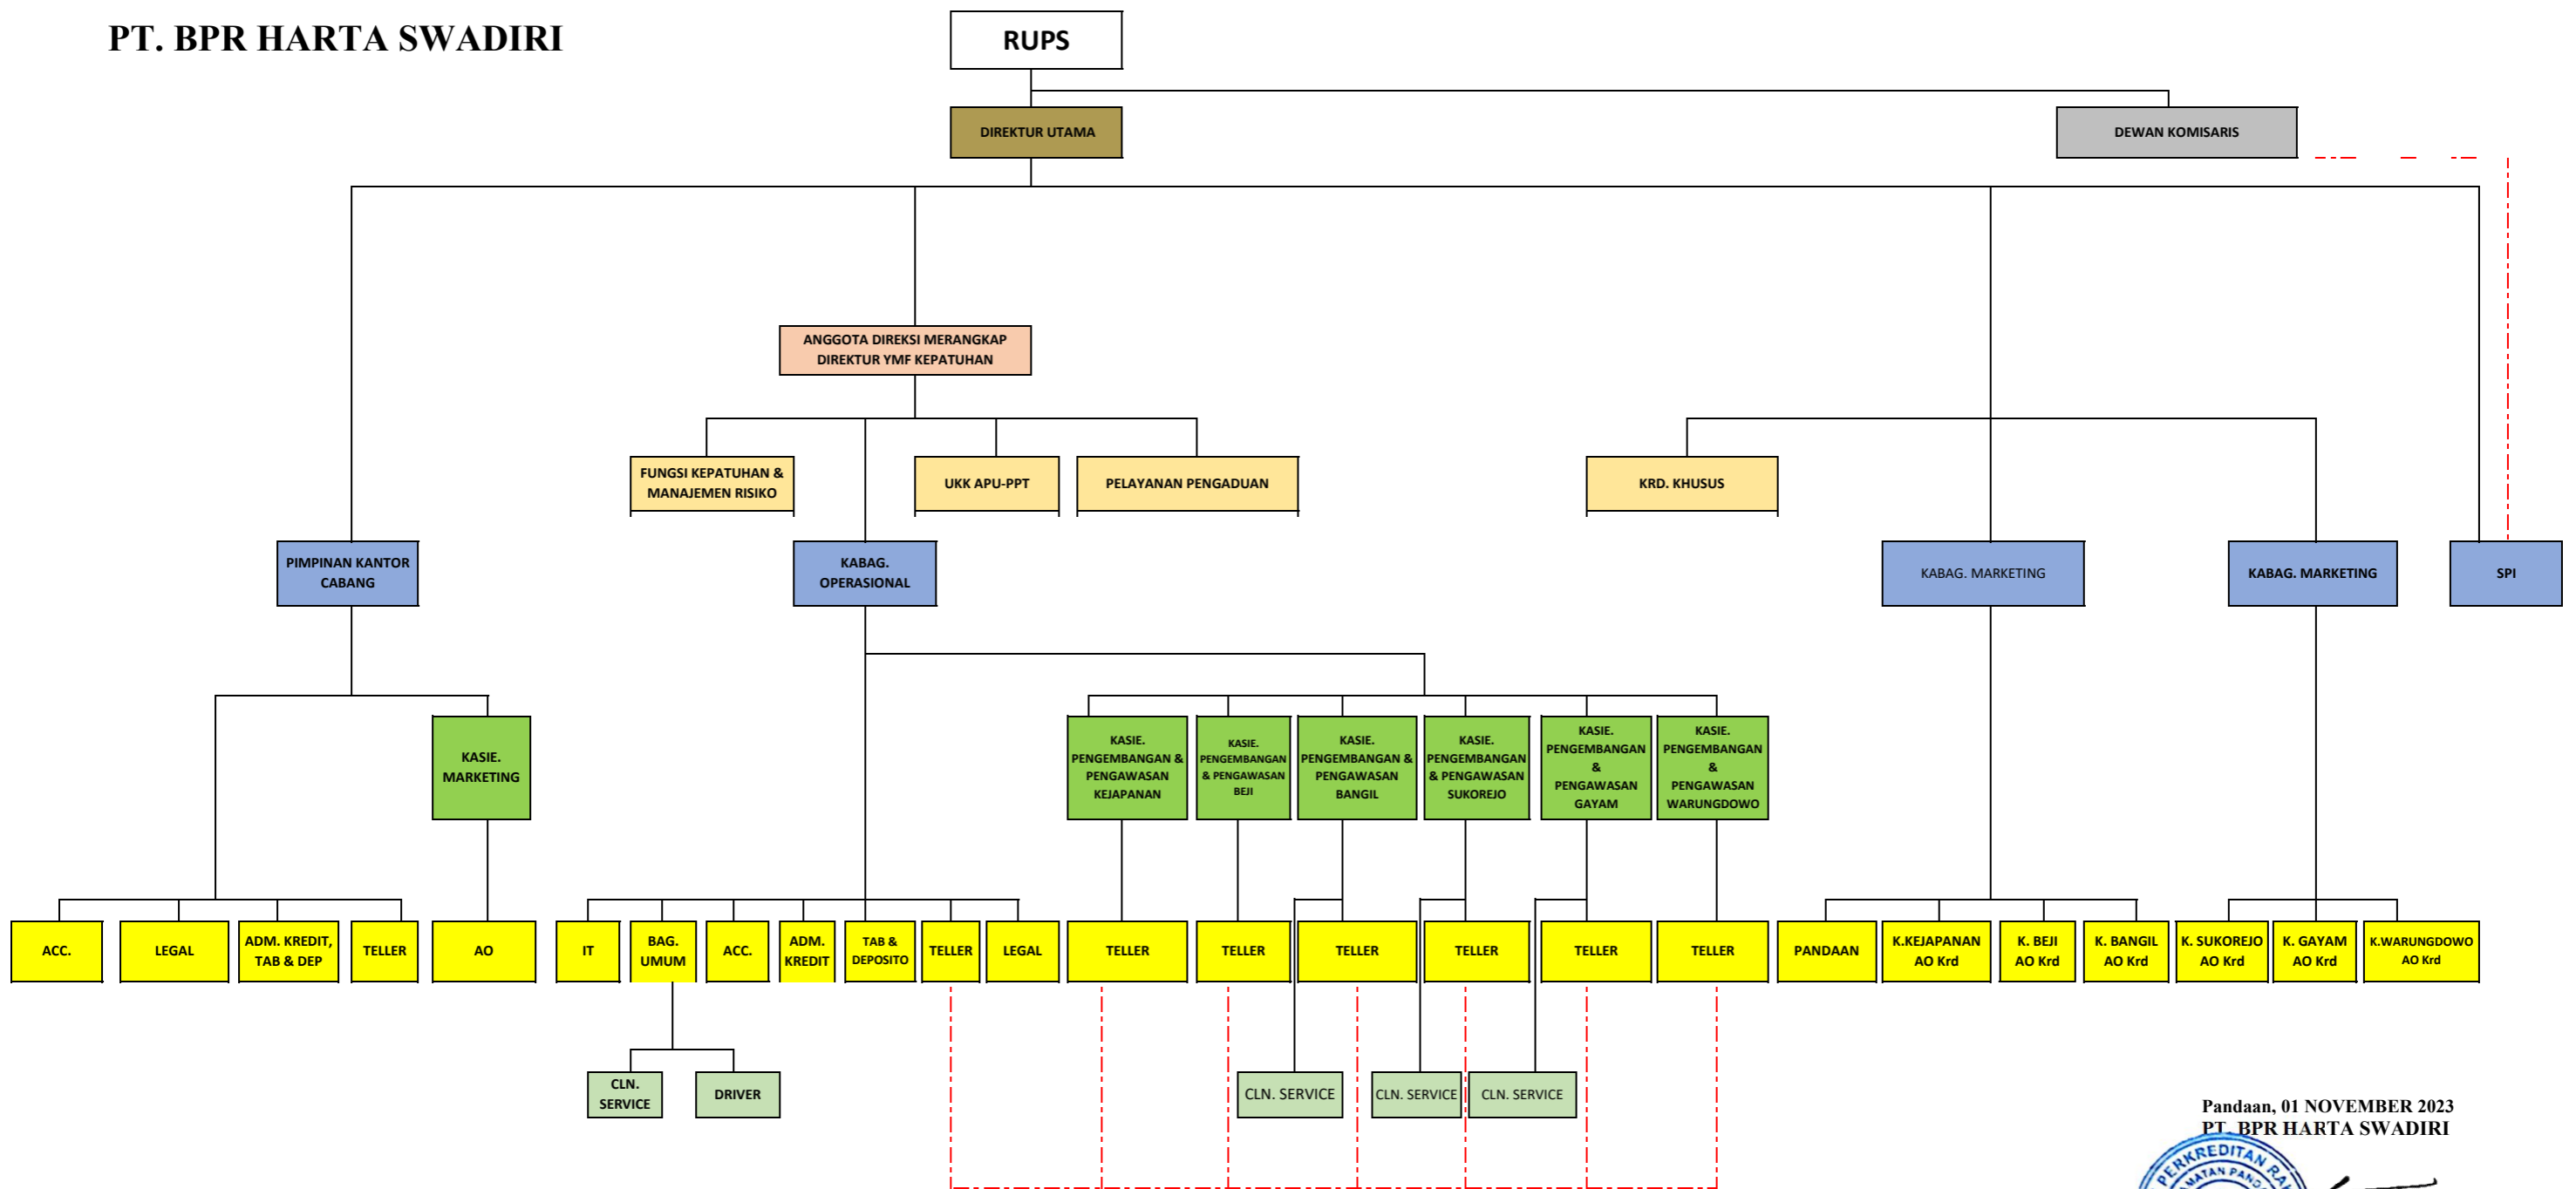 PT. BPR HARTA SWADIRI
RUPS
DIREKTUR UTAMA
DEWAN KOMISARIS
ANGGOTA DIREKSI MERANGKAP
DIREKTUR YMF KEPATUHAN
FUNGSI KEPATUHAN &
MANAJEMEN RISIKO
UKK APU-PPT
PELAYANAN PENGADUAN
KRD. KHUSUS
PIMPINAN KANTOR
CABANG
KABAG.
OPERASIONAL
KABAG. MARKETING
KABAG. MARKETING
SPI
KASIE.
MARKETING
KASIE.
PENGEMBANGAN &
PENGAWASAN
KEJAPANAN
KASIE.
PENGEMBANGAN
& PENGAWASAN
BEJI
KASIE.
PENGEMBANGAN &
PENGAWASAN
BANGIL
KASIE.
PENGEMBANGAN
& PENGAWASAN
SUKOREJO
KASIE.
PENGEMBANGAN
&
PENGAWASAN
GAYAM
KASIE.
PENGEMBANGAN
&
PENGAWASAN
WARUNGDOWO
ACC.
LEGAL
ADM. KREDIT,
TAB & DEP
TELLER
AO
IT
BAG.
UMUM
ACC.
ADM.
KREDIT
TAB &
DEPOSITO
TELLER
LEGAL
TELLER
TELLER
TELLER
TELLER
TELLER
TELLER
PANDAAN
K.KEJAPANAN
AO Krd
K. BEJI
AO Krd
K. BANGIL
AO Krd
K. SUKOREJO
AO Krd
K. GAYAM
AO Krd
K.WARUNGDOWO
AO Krd
CLN.
SERVICE
DRIVER
CLN. SERVICE
CLN. SERVICE
CLN. SERVICE
Pandaan, 01 NOVEMBER 2023
PT. BPR HARTA SWADIRI